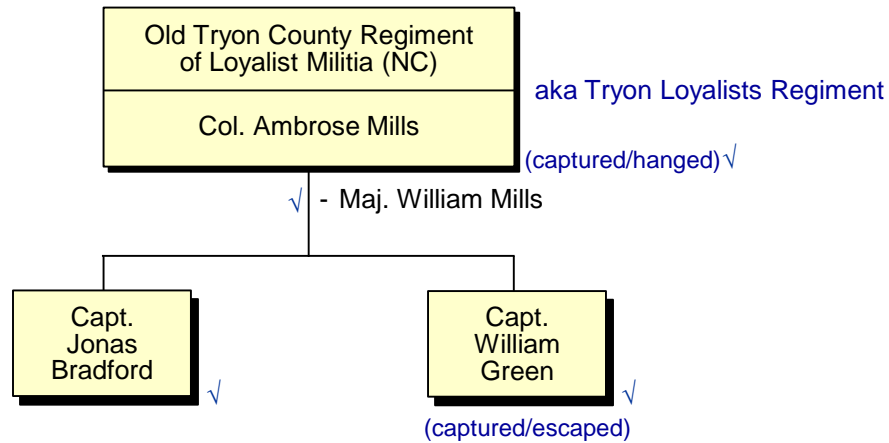 Old Tryon County Regiment
of Loyalist Militia (NC)
aka Tryon Loyalists Regiment
Col. Ambrose Mills
(captured/hanged) √
√ - Maj. William Mills
Capt.
Jonas
Bradford
√
Capt.
William
Green
√
(captured/escaped)